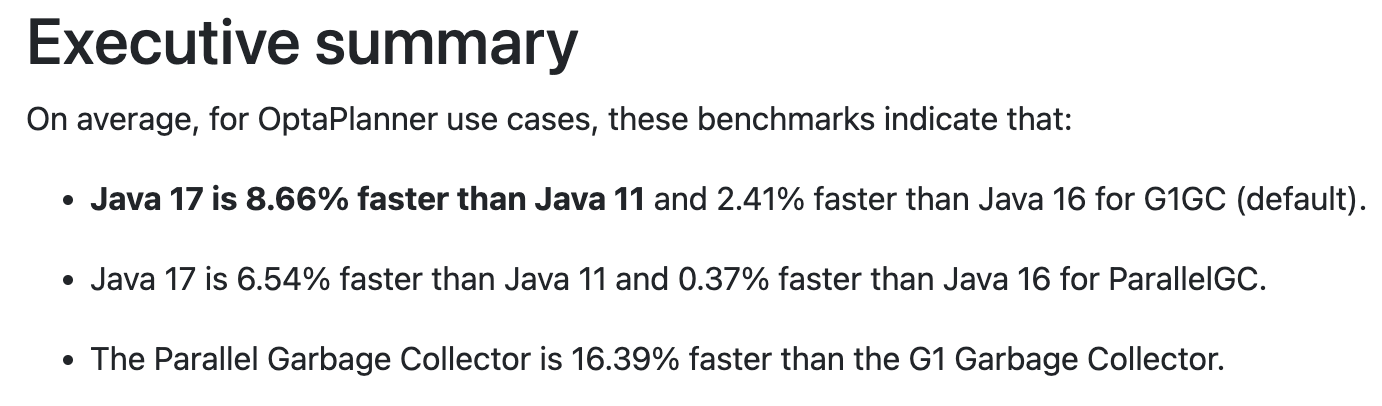 Executive summary
On average, for OptaPlanner use cases, these benchmarks indicate that:
• Java 17 is 8.66% faster than Java 11 and 2.41% faster than Java 16 for G1GC (default).
• Java 17 is 6.54% faster than Java 11 and 0.37% faster than Java 16 for ParallelGC.
• The Parallel Garbage Collector is 16.39% faster than the G1 Garbage Collector.